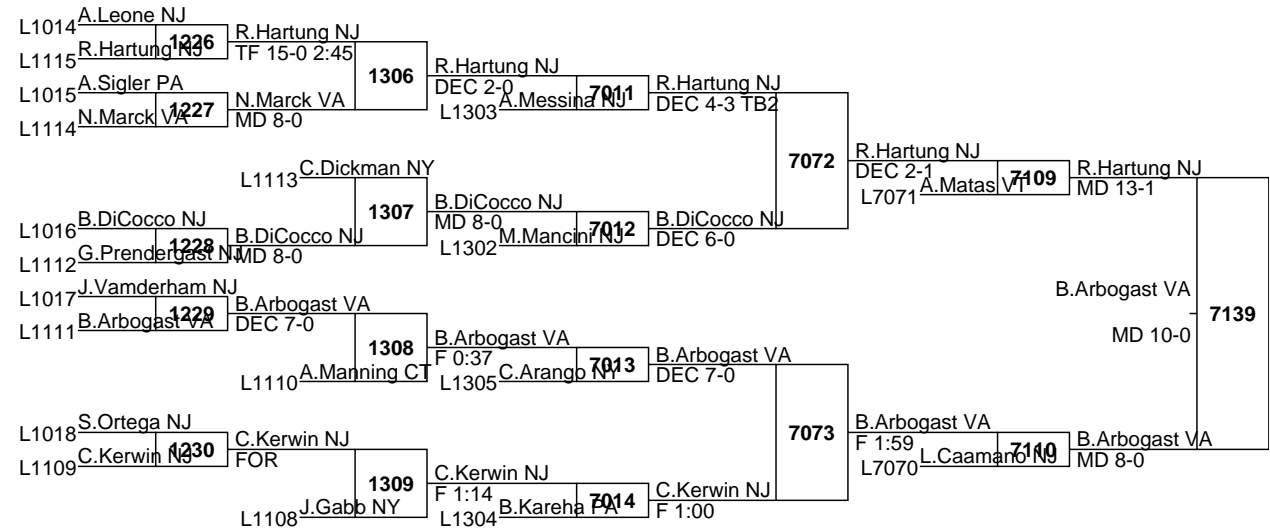 L1014 A.Leone NJ
1226
R.Hartung NJ
TF 15-0 2:45
L1115 R.Hartung NJ
1306
R.Hartung NJ
DEC 2-0
L1015 A.Sigler PA
1227
N.Marck VA
MD 8-0
L1114 N.Marck VA
L1303 A.Messina NJ
7011
R.Hartung NJ
DEC 4-3 TB2
7072
R.Hartung NJ
DEC 2-1
L1113 C.Dickman NY
1307
B.DiCocco NJ
MD 8-0
L1016 B.DiCocco NJ
1228
B.DiCocco NJ
MD 8-0
L1112 G.Prendergast NJ
L1302 M.Mancini NJ
7012
B.DiCocco NJ
DEC 6-0
L7071 A.Matas VT
7109
R.Hartung NJ
MD 13-1
L1017 J.Vamderham NJ
1229
B.Arbogast VA
DEC 7-0
L1111 B.Arbogast VA
1308
B.Arbogast VA
F 0:37
L1110 A.Manning CT
L1305 C.Arango NY
7013
B.Arbogast VA
DEC 7-0
7073
B.Arbogast VA
F 1:59
L1018 S.Ortega NJ
1230
C.Kerwin NJ
FOR
L1109 C.Kerwin NJ
1309
C.Kerwin NJ
F 1:14
L1108 J.Gabb NY
L1304 B.Kareha PA
7014
C.Kerwin NJ
F 1:00
L7070 L.Caamano NJ
7110
B.Arbogast VA
MD 8-0
B.Arbogast VA
7139
MD 10-0